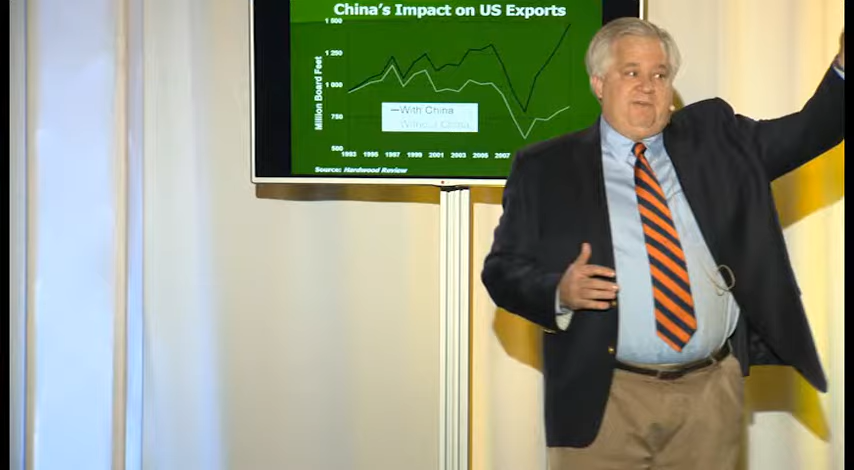 China's Impact on US Exports
1 500
1 200
1 000
750
500
Million Board Feet
With China
Without China
1993 1995 1997 1999 2001 2003 2005 2007
Source: Hardwood Review